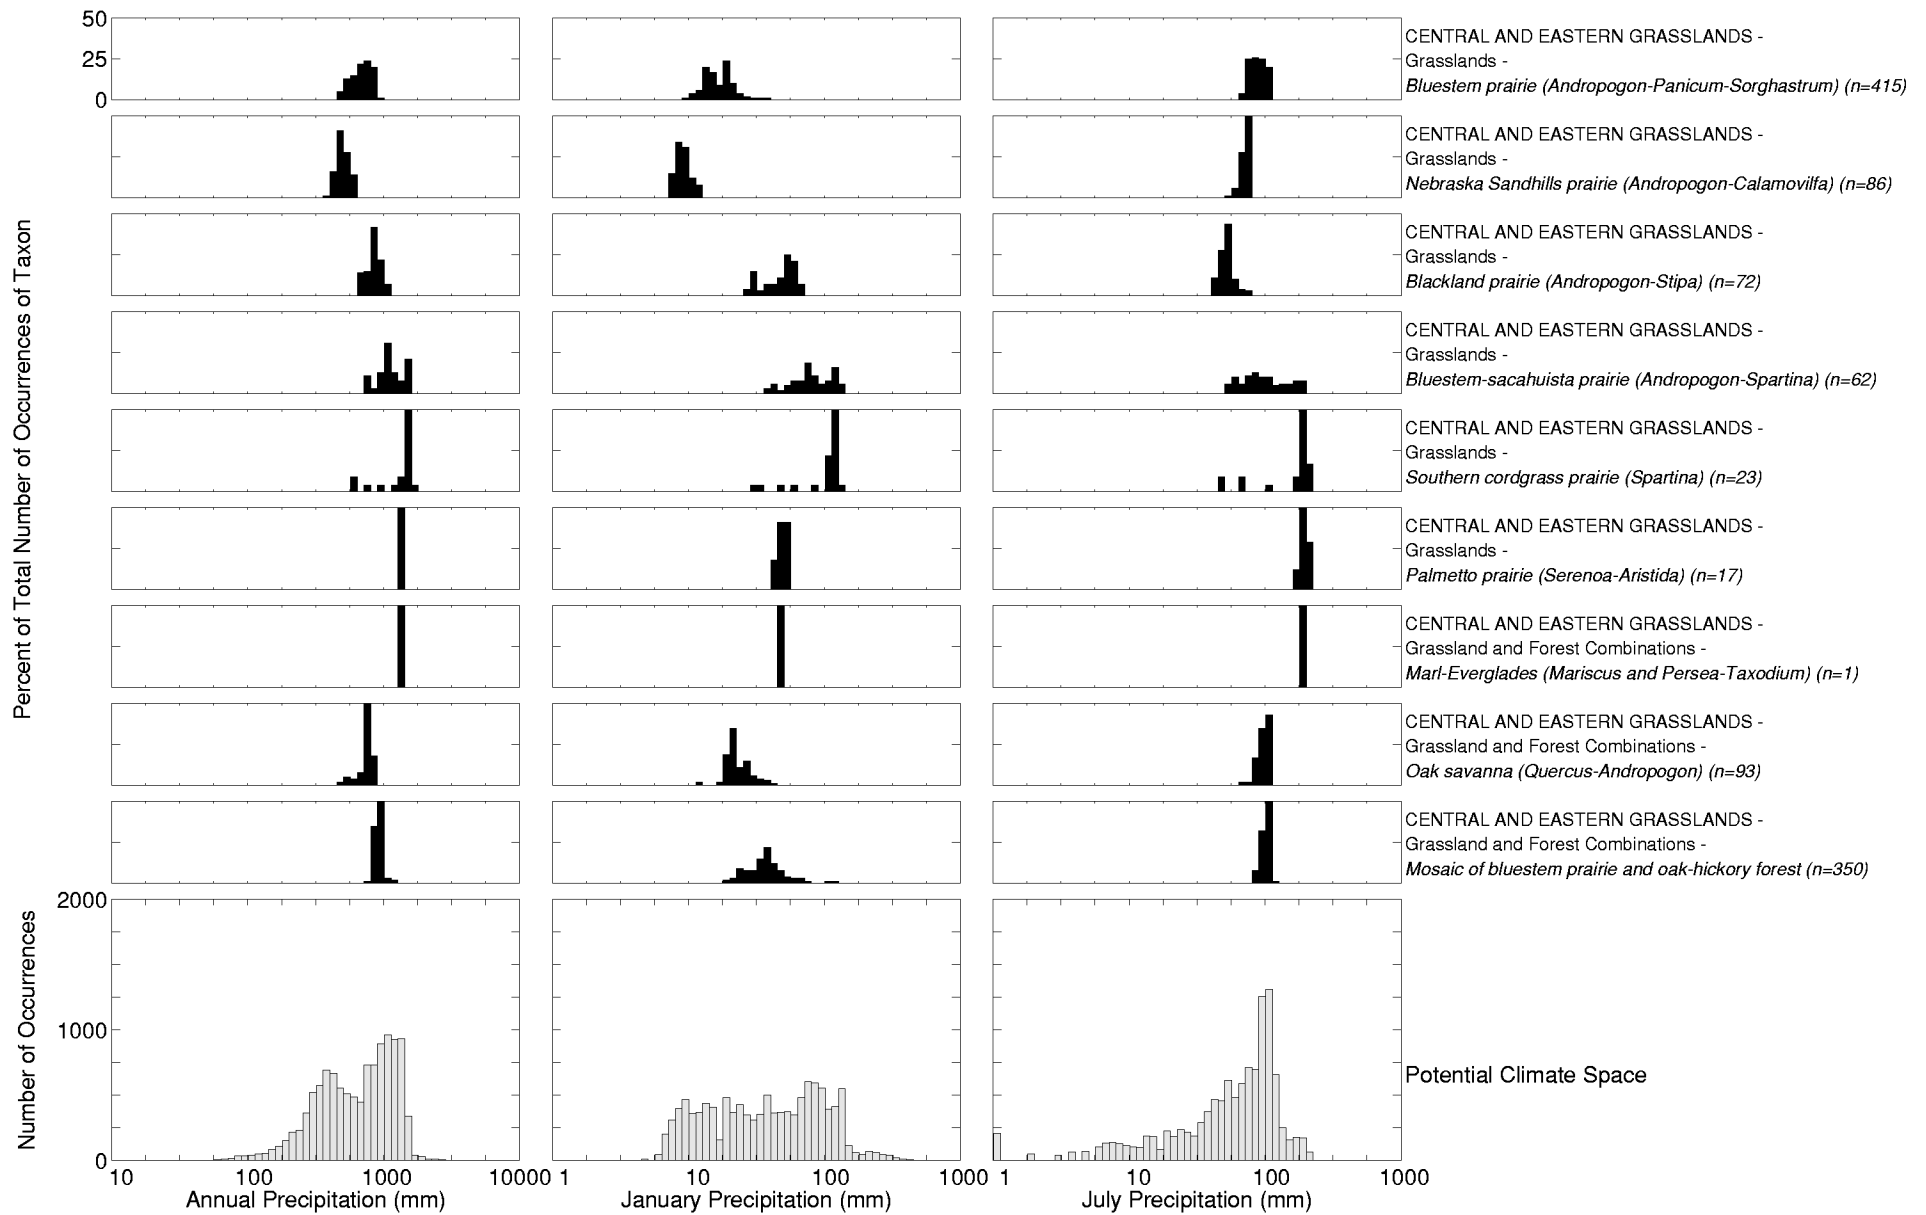 50
25
0
CENTRAL AND EASTERN GRASSLANDS -
Grasslands -
Bluestem prairie (Andropogon-Panicum-Sorghastrum) (n=415)
CENTRAL AND EASTERN GRASSLANDS -
Grasslands -
Nebraska Sandhills prairie (Andropogon-Calamovilfa) (n=86)
CENTRAL AND EASTERN GRASSLANDS -
Grasslands -
Blackland prairie (Andropogon-Stipa) (n=72)
CENTRAL AND EASTERN GRASSLANDS -
Grasslands -
Bluestem-sacahuista prairie (Andropogon-Spartina) (n=62)
CENTRAL AND EASTERN GRASSLANDS -
Grasslands -
Southern cordgrass prairie (Spartina) (n=23)
CENTRAL AND EASTERN GRASSLANDS -
Grasslands -
Palmetto prairie (Serenoa-Aristida) (n=17)
CENTRAL AND EASTERN GRASSLANDS -
Grassland and Forest Combinations -
Marl-Everglades (Mariscus and Persea-Taxodium) (n=1)
CENTRAL AND EASTERN GRASSLANDS -
Grassland and Forest Combinations -
Oak savanna (Quercus-Andropogon) (n=93)
CENTRAL AND EASTERN GRASSLANDS -
Grassland and Forest Combinations -
Mosaic of bluestem prairie and oak-hickory forest (n=350)
Percent of Total Number of Occurrences of Taxon
2000
1000
0
Number of Occurrences
Potential Climate Space
10 100 1000 10000
1 10 100 1000
1 10 100 1000
Annual Precipitation (mm)
January Precipitation (mm)
July Precipitation (mm)